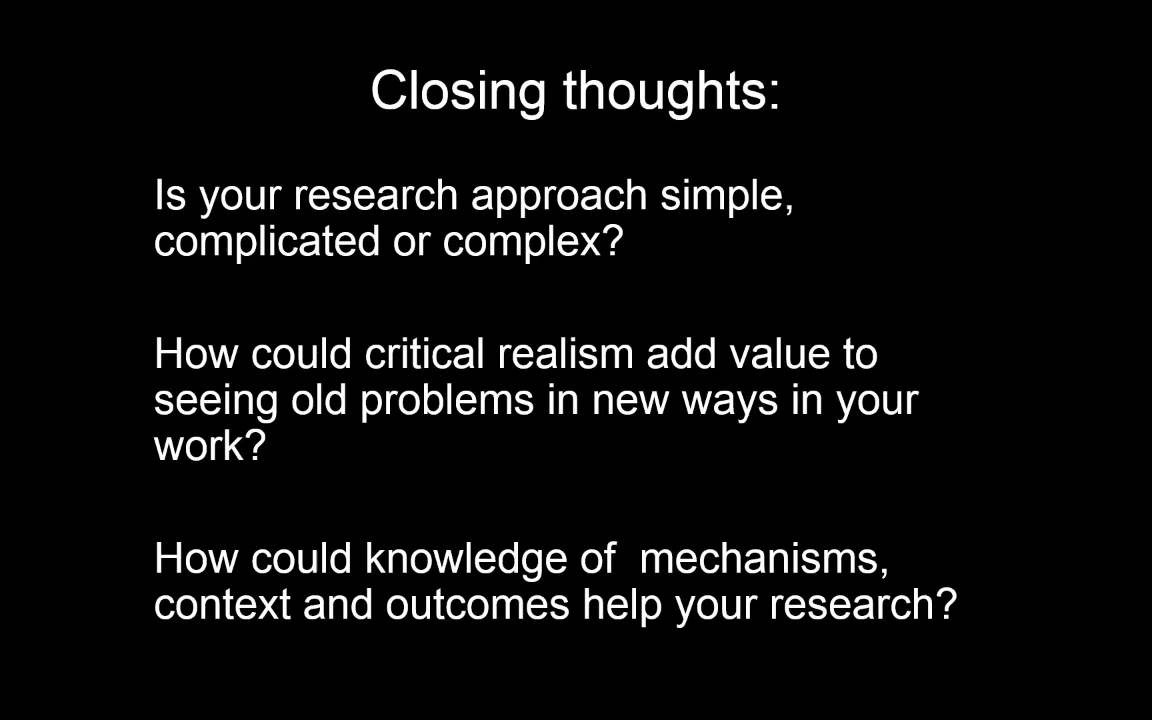 Closing thoughts:
Is your research approach simple,
complicated or complex?
How could critical realism add value to
seeing old problems in new ways in your
work?
How could knowledge of  mechanisms,
context and outcomes help your research?